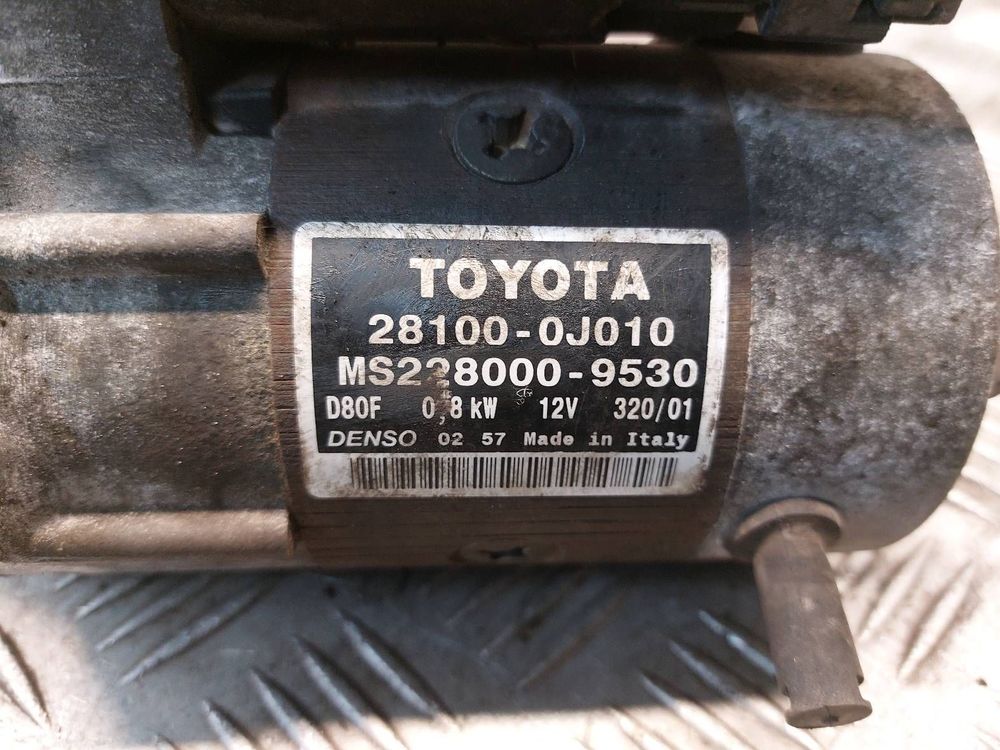 TOYOTA
28100-0J010
MS228000-9530
D80F 0,8 kW 12V 320/01
DENSO 02 57 Made in Italy